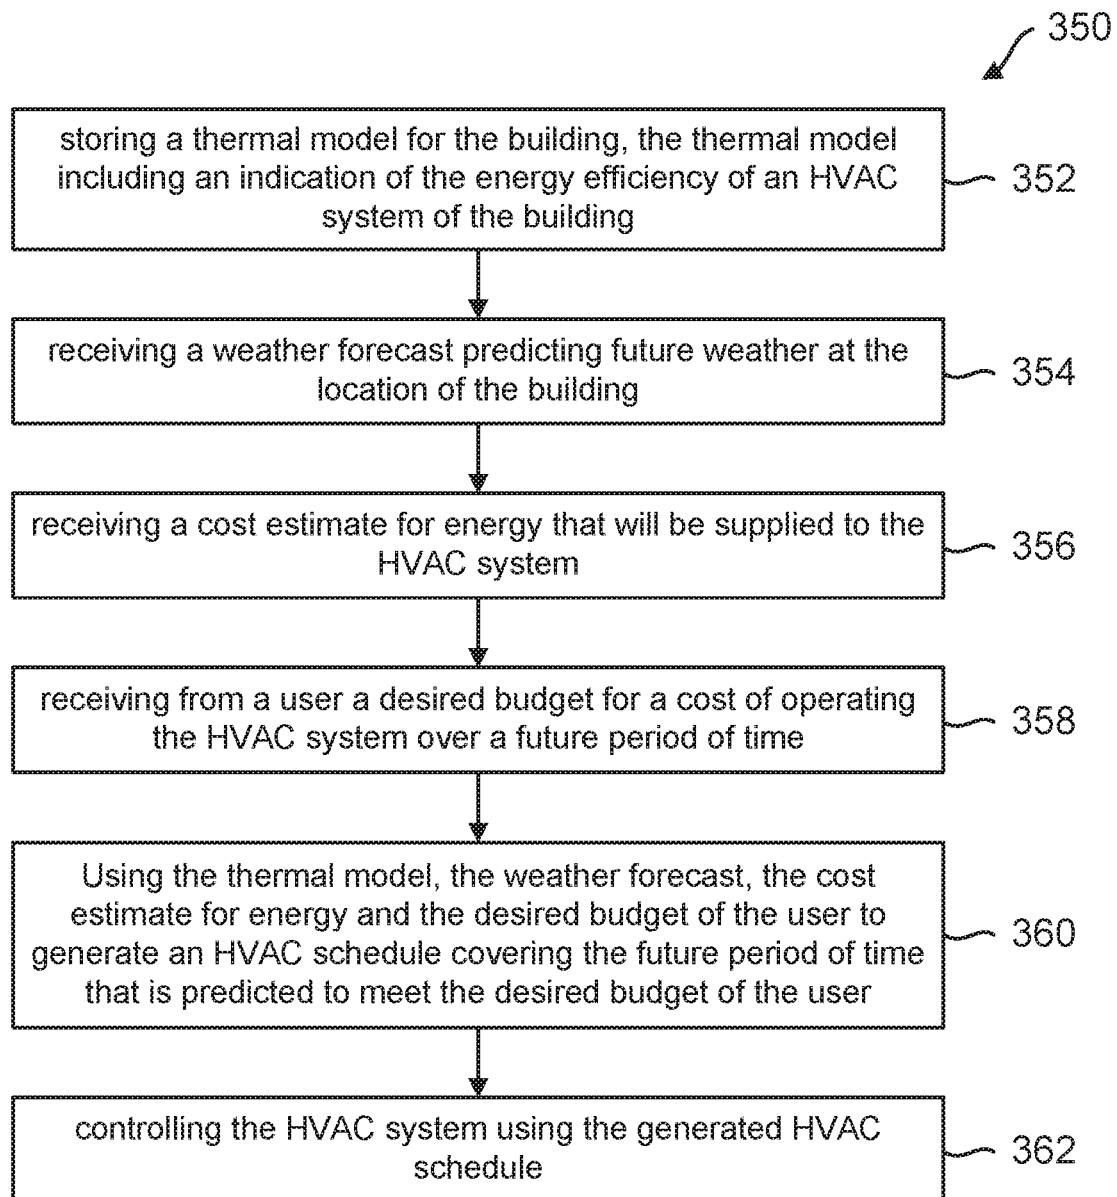 350
storing a thermal model for the building, the thermal model
including an indication of the energy efficiency of an HVAC
system of the building
352
receiving a weather forecast predicting future weather at the
location of the building
354
receiving a cost estimate for energy that will be supplied to the
HVAC system
356
receiving from a user a desired budget for a cost of operating
the HVAC system over a future period of time
358
Using the thermal model, the weather forecast, the cost
estimate for energy and the desired budget of the user to
generate an HVAC schedule covering the future period of time
that is predicted to meet the desired budget of the user
360
controlling the HVAC system using the generated HVAC
schedule
362